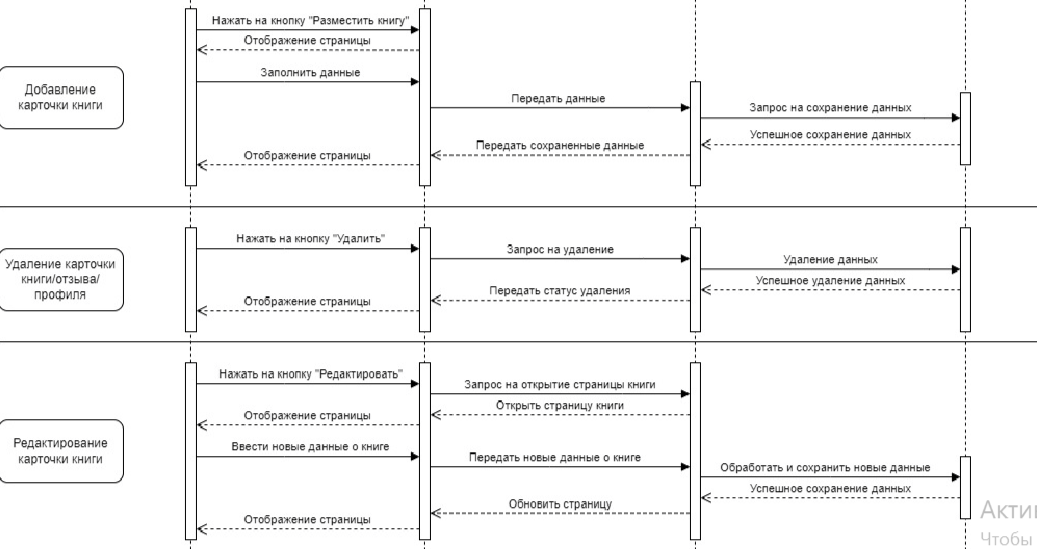 Нажать на кнопку "Разместить книгу"
Отображение страницы
Заполнить данные
Добавление
карточки книги
Передать данные
Запрос на сохранение данных
Успешное сохранение данных
Передать сохраненные данные
Отображение страницы
Нажать на кнопку "Удалить"
Запрос на удаление
Удаление данных
Удаление карточки
книги/отзыва/
профиля
Успешное удаление данных
Передать статус удаления
Отображение страницы
Нажать на кнопку "Редактировать"
Запрос на открытие страницы книги
Открыть страницу книги
Отображение страницы
Редактирование
карточки книги
Ввести новые данные о книге
Передать новые данные о книге
Обработать и сохранить новые данные
Успешное сохранение данных
Обновить страницу
Отображение страницы
Чтобы